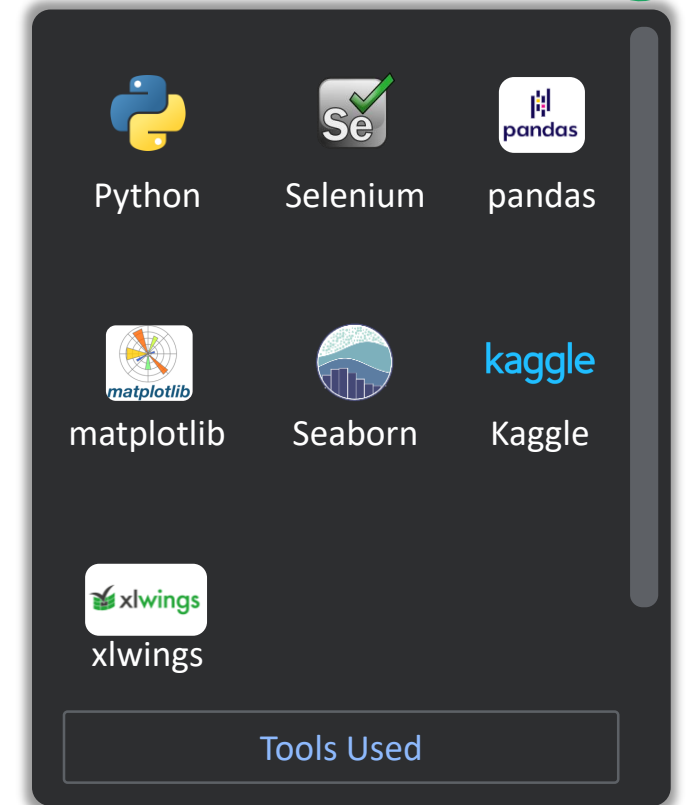 Se
pandas
Python
Selenium
pandas
matplotlib
kaggle
matplotlib
Seaborn
Kaggle
xlwings
xlwings
Tools Used